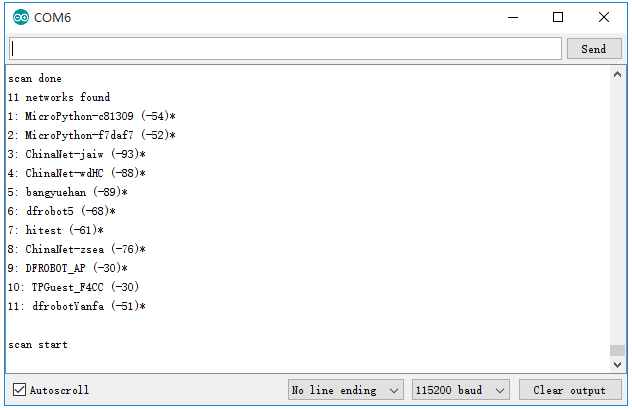 COM6
Send
scan done
11 networks found
1: MicroPython-c81309 (-54)*
2: MicroPython-f7daf7 (-52)*
3: ChinaNet-jaiw (-93)*
4: ChinaNet-wdHC (-88)*
5: bangyuehan (-89)*
6: dfrobot5 (-68)*
7: hitest (-61)*
8: ChinaNet-zsea (-76)*
9: DFROBOT_AP (-30)*
10: TPGuest_F4CC (-30)
11: dfrobotYanfa (-51)*
scan start
Autoscroll
No line ending
115200 baud
Clear output